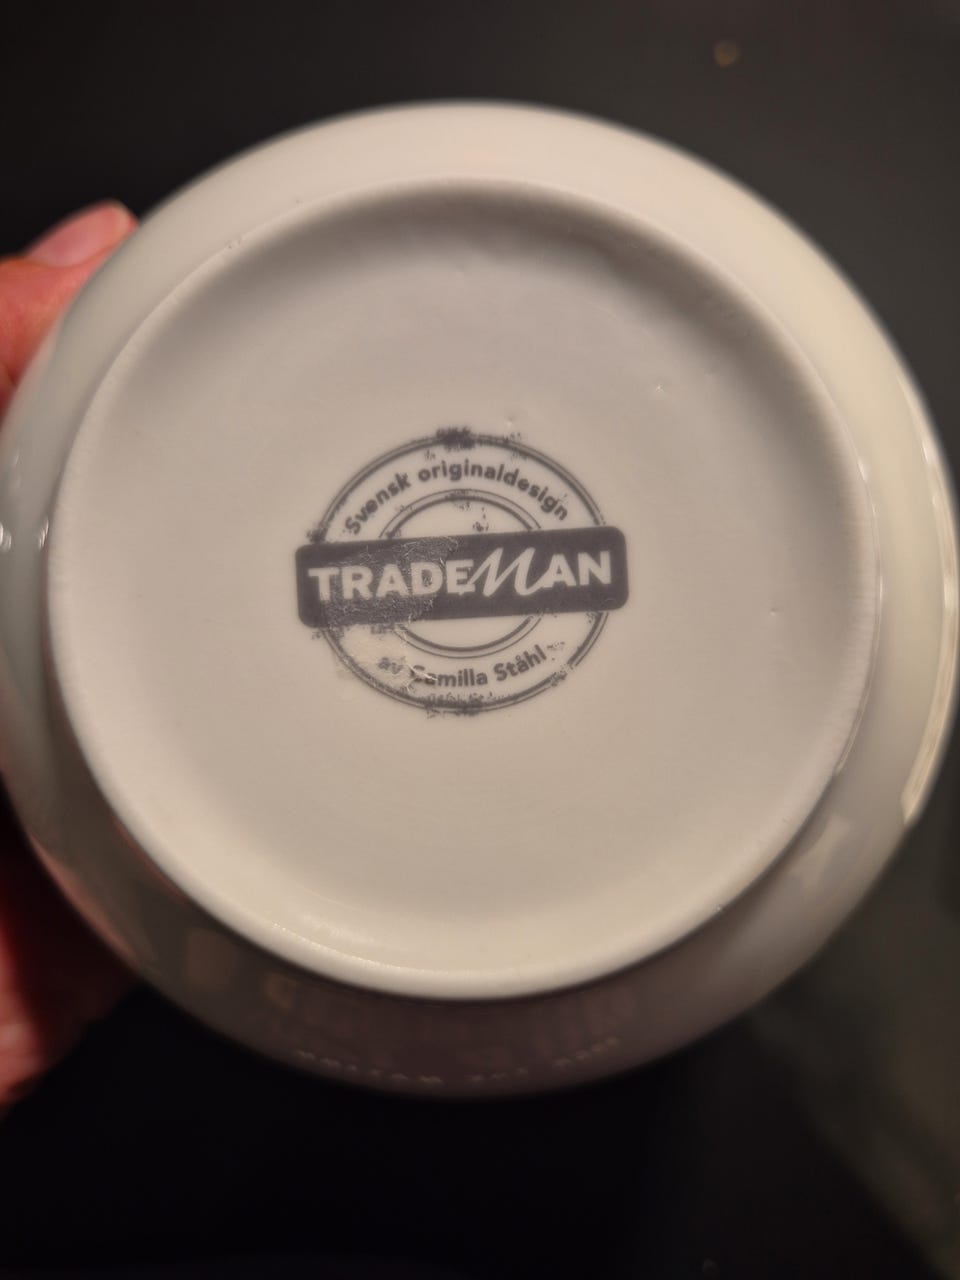 Svensk originaldesign
TRADEMAN
av Camilla Ståhl